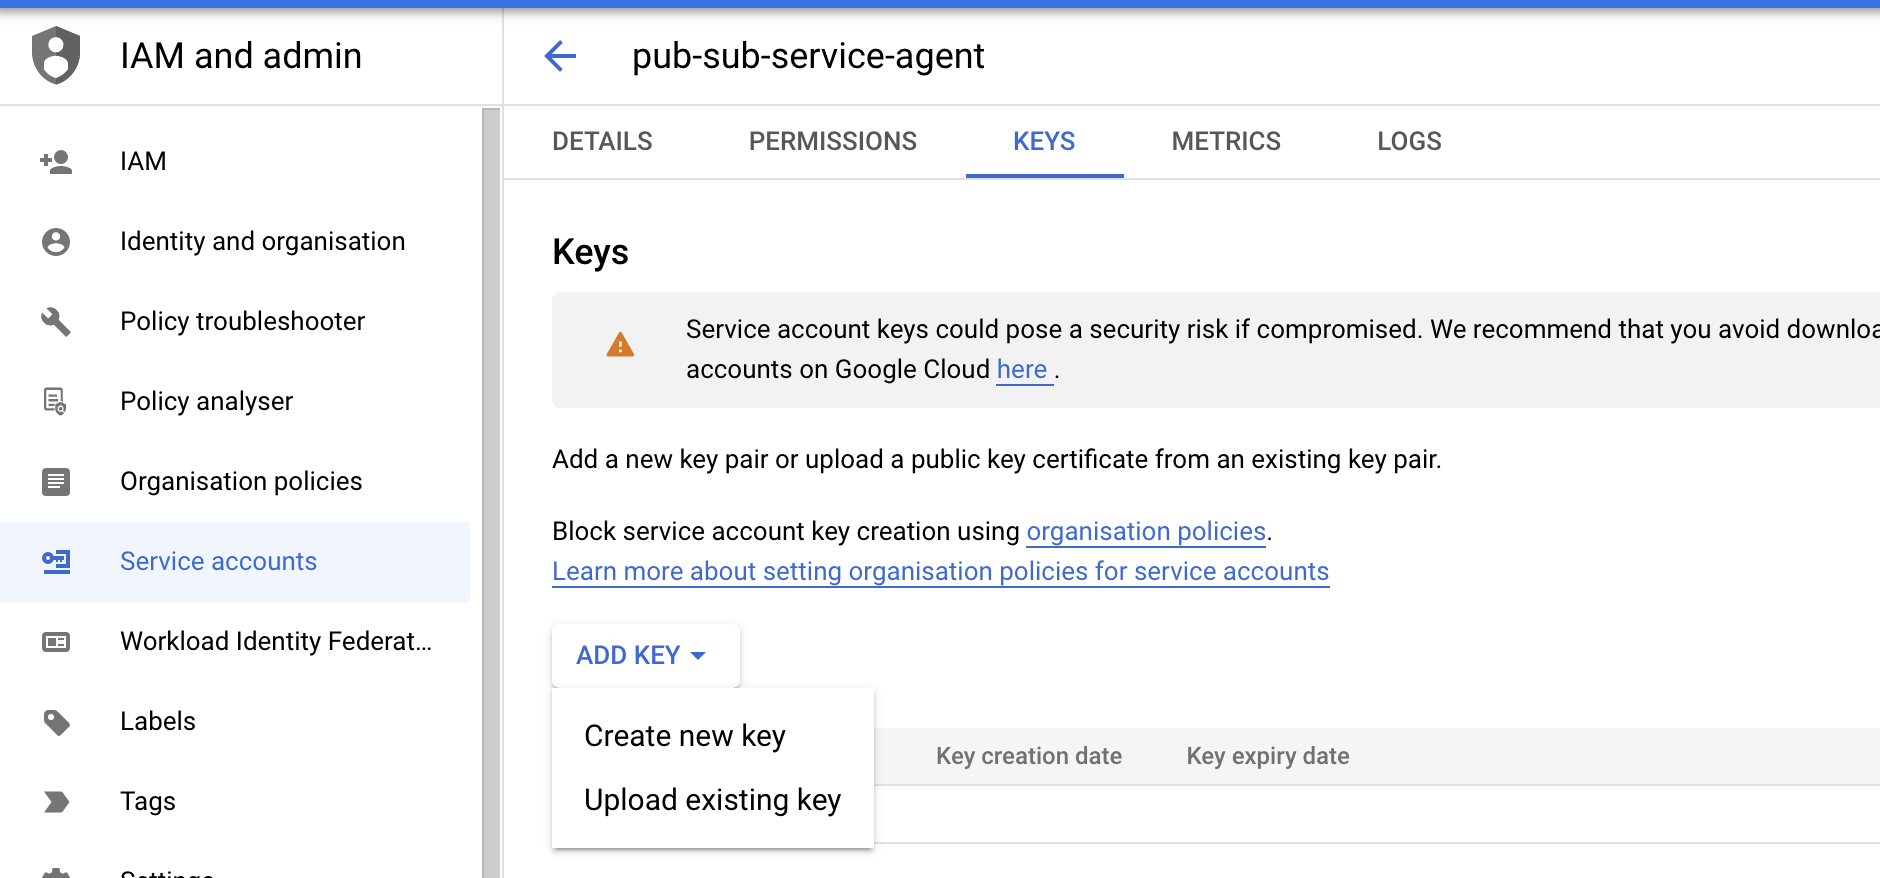 IAM and admin
pub-sub-service-agent
IAM
Identity and organisation
Policy troubleshooter
Policy analyser
Organisation policies
Service accounts
Workload Identity Federat...
Labels
Tags
Settings
DETAILS
PERMISSIONS
KEYS
METRICS
LOGS
Keys
Service account keys could pose a security risk if compromised. We recommend that you avoid downloa
accounts on Google Cloud here .
Add a new key pair or upload a public key certificate from an existing key pair.
Block service account key creation using organisation policies.
Learn more about setting organisation policies for service accounts
ADD KEY
Create new key
Upload existing key
Key creation date
Key expiry date